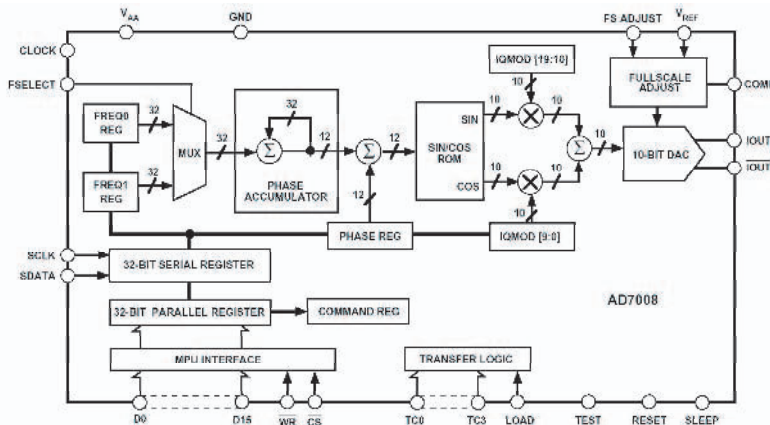 VAA
GND
FS ADJUST
VREF
CLOCK
FSELECT
IQMOD [19:10]
FULLSCALE
ADJUST
COMP
32
FREQ0
REG
32
FREQ1
REG
32
MUX
32
32
Σ
12
PHASE
ACCUMULATOR
Σ
12
12
SIN
SIN/COS
ROM
COS
10
10
10
10
10
10
Σ
10
10-BIT DAC
IOUT
IOUT
PHASE REG
IQMOD [9:0]
SCLK
SDATA
32-BIT SERIAL REGISTER
32-BIT PARALLEL REGISTER
COMMAND REG
AD7008
MPU INTERFACE
TRANSFER LOGIC
D0
D15
WR
CS
TC0
TC3
LOAD
TEST
RESET
SLEEP